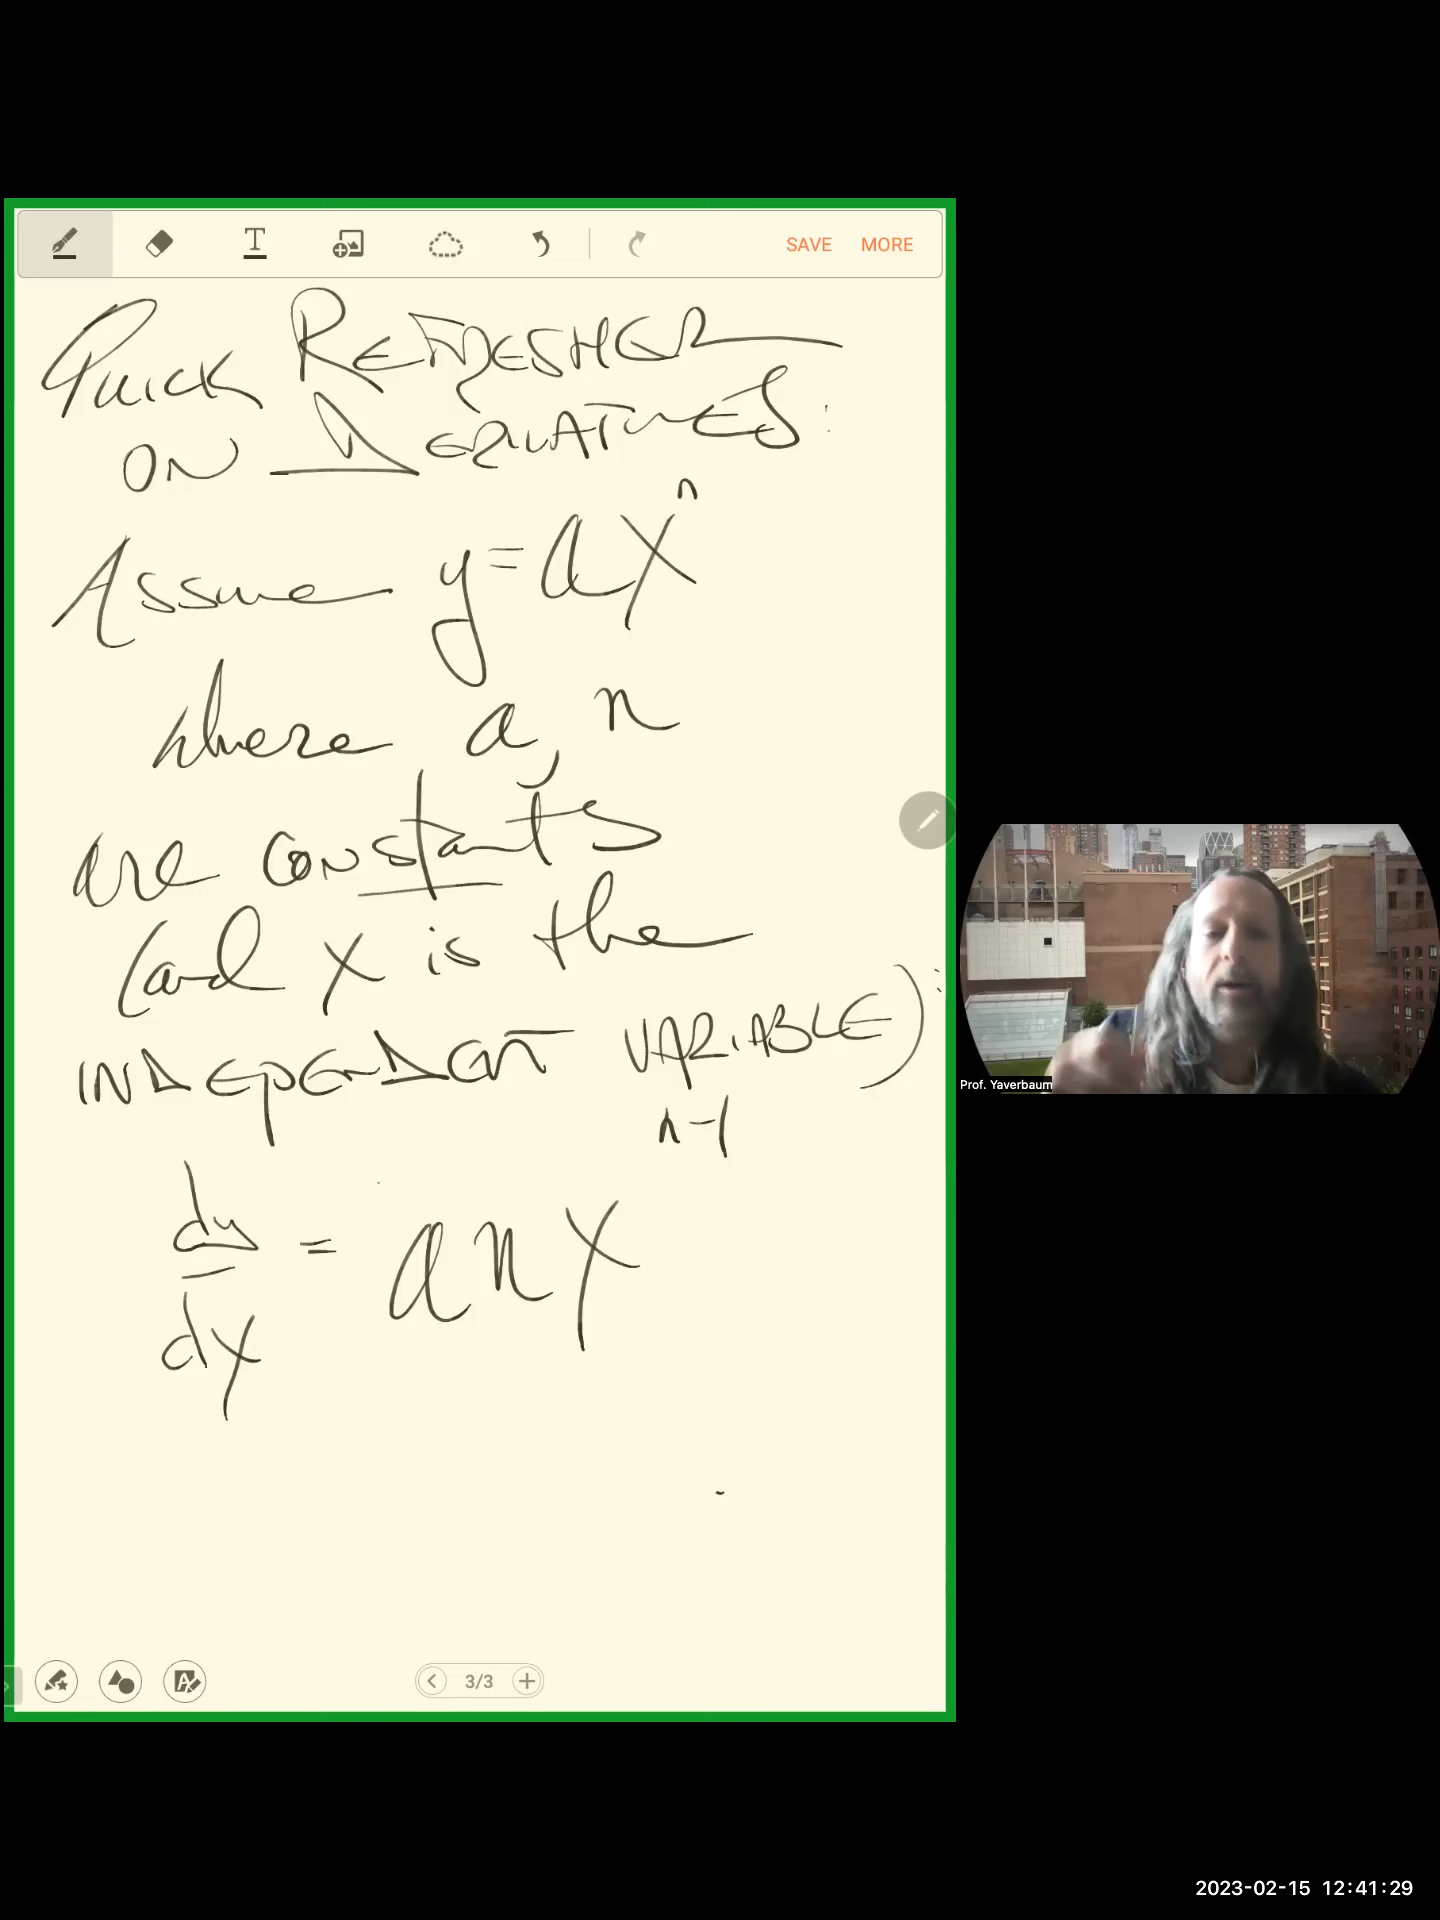 T
SAVE
MORE
QUICK REFRESHER
ON DERIVATIVES:
Assume y = ax^n
where a, n
are constants
(and x is the
INDEPENDENT VARIABLE):
dy/dx = anx^n-1
Prof. Yaverbaum
3/3
2023-02-15 12:41:29